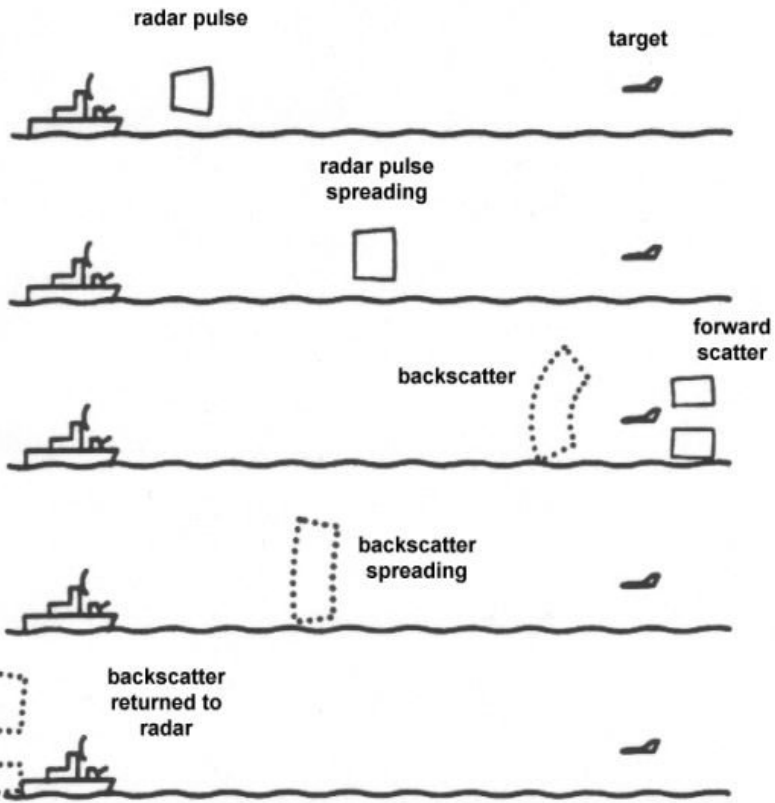 radar pulse
target
radar pulse
spreading
forward
scatter
backscatter
backscatter
spreading
backscatter
returned to
radar